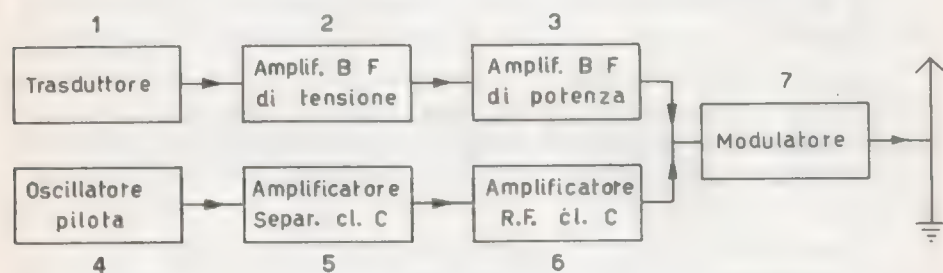 1
2
3
Trasduttore
Amplif. B F
di tensione
Amplif. B F
di potenza
7
Modulatore
Oscillatore
pilota
Amplificatore
Separ. cl. C
Amplificatore
R.F. cl. C
4
5
6